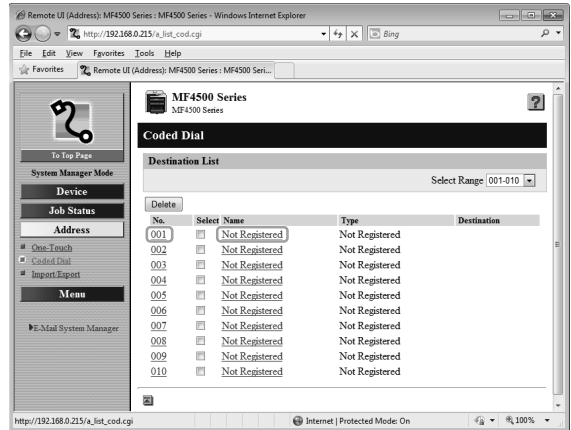 Remote UI (Address): MF4500 Series : MF4500 Series - Windows Internet Explorer
http://192.168.0.215/a_list_cod.cgi
Bing
File Edit View Favorites Tools Help
Favorites
Remote UI (Address): MF4500 Series : MF4500 Seri...
MF4500 Series
MF4500 Series
To Top Page
System Manager Mode
Device
Job Status
Address
One-Touch
Coded Dial
Import/Export
Menu
E-Mail System Manager
Coded Dial
Destination List
Select Range 001-010
Delete
No. Select Name Type Destination
001 Not Registered Not Registered
002 Not Registered Not Registered
003 Not Registered Not Registered
004 Not Registered Not Registered
005 Not Registered Not Registered
006 Not Registered Not Registered
007 Not Registered Not Registered
008 Not Registered Not Registered
009 Not Registered Not Registered
010 Not Registered Not Registered
http://192.168.0.215/a_list_cod.cgi
Internet | Protected Mode: On
100%